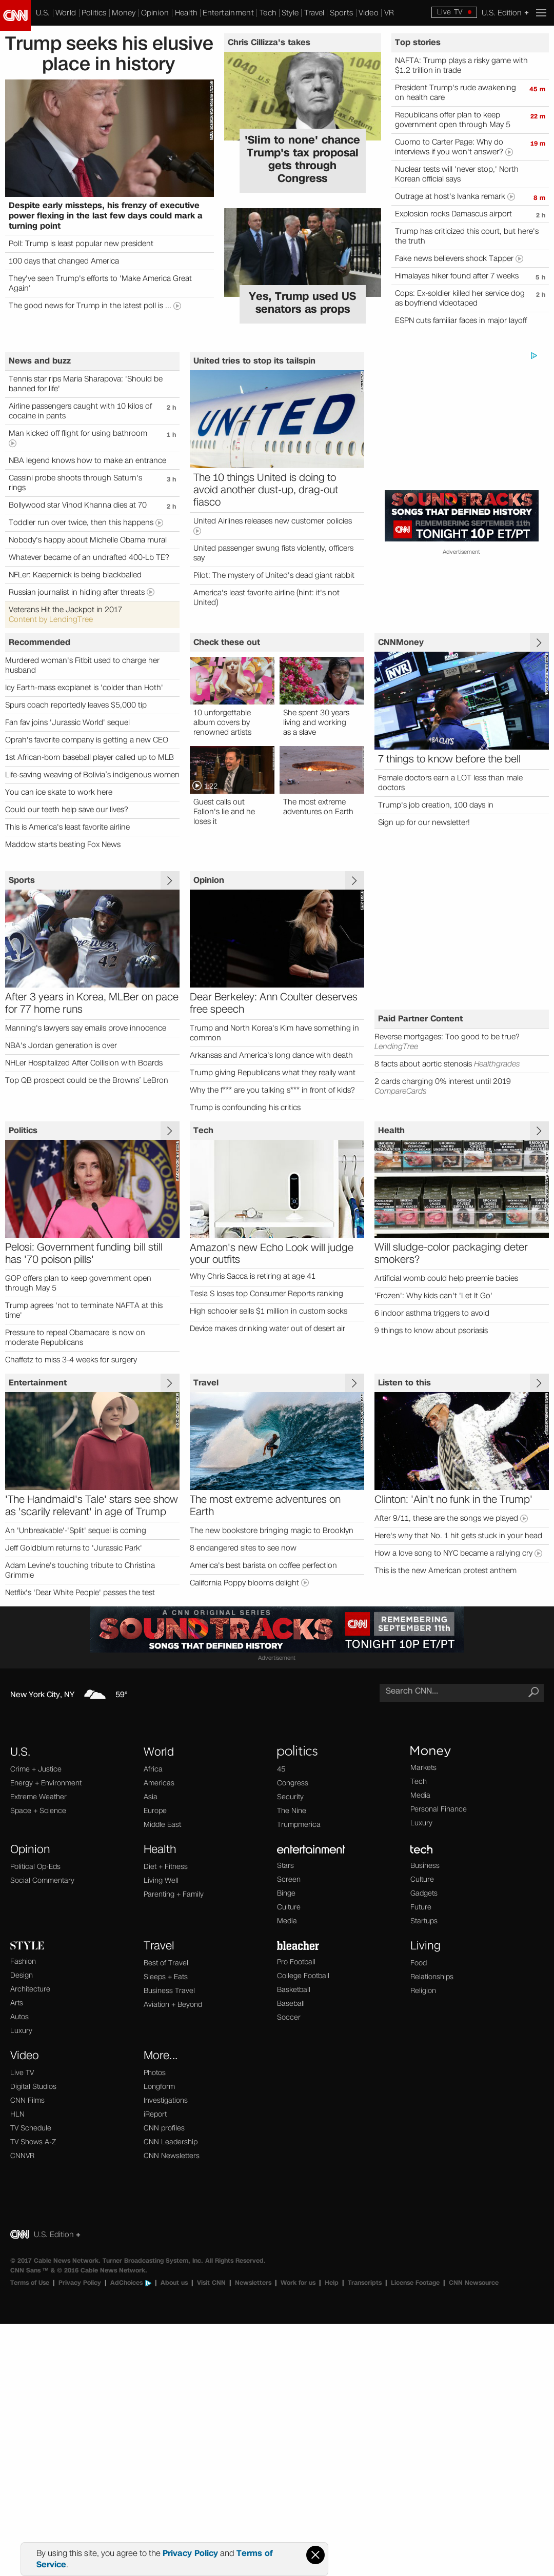 CNN
U.S. | World | Politics | Money | Opinion | Health | Entertainment | Tech | Style | Travel | Sports | Video | VR
Live TV
U.S. Edition +
Trump seeks his elusive
place in history
Despite early missteps, his frenzy of executive
power flexing in the last few days could mark a
turning point
Poll: Trump is least popular new president
100 days that changed America
They've seen Trump's efforts to 'Make America Great
Again'
The good news for Trump in the latest poll is ...
Chris Cillizza's takes
'Slim to none' chance
Trump's tax proposal
gets through
Congress
Yes, Trump used US
senators as props
Top stories
NAFTA: Trump plays a risky game with
$1.2 trillion in trade
President Trump's rude awakening
on health care
45 m
Republicans offer plan to keep
government open through May 5
22 m
Cuomo to Carter Page: Why do
interviews if you won't answer?
19 m
Nuclear tests will 'never stop,' North
Korean official says
Outrage at host's Ivanka remark
8 m
Explosion rocks Damascus airport
2 h
Trump has criticized this court, but here's
the truth
Fake news believers shock Tapper
Himalayas hiker found after 7 weeks
5 h
Cops: Ex-soldier killed her service dog
as boyfriend videotaped
2 h
ESPN cuts familiar faces in major layoff
News and buzz
Tennis star rips Maria Sharapova: 'Should be
banned for life'
Airline passengers caught with 10 kilos of
cocaine in pants
2 h
Man kicked off flight for using bathroom
1 h
NBA legend knows how to make an entrance
Cassini probe shoots through Saturn's
rings
3 h
Bollywood star Vinod Khanna dies at 70
2 h
Toddler run over twice, then this happens
Nobody's happy about Michelle Obama mural
Whatever became of an undrafted 400-Lb TE?
NFLer: Kaepernick is being blackballed
Russian journalist in hiding after threats
Veterans Hit the Jackpot in 2017
Content by LendingTree
United tries to stop its tailspin
UNITED
The 10 things United is doing to
avoid another dust-up, drag-out
fiasco
United Airlines releases new customer policies
United passenger swung fists violently, officers
say
Pilot: The mystery of United's dead giant rabbit
America's least favorite airline (hint: it's not
United)
SOUNDTRACKS
SONGS THAT DEFINED HISTORY
CNN REMEMBERING SEPTEMBER 11th
TONIGHT 10P ET/PT
Advertisement
Recommended
Murdered woman's Fitbit used to charge her
husband
Icy Earth-mass exoplanet is 'colder than Hoth'
Spurs coach reportedly leaves $5,000 tip
Fan fav joins 'Jurassic World' sequel
Oprah's favorite company is getting a new CEO
1st African-born baseball player called up to MLB
Life-saving weaving of Bolivia's indigenous women
You can ice skate to work here
Could our teeth help save our lives?
This is America's least favorite airline
Maddow starts beating Fox News
Check these out
10 unforgettable
album covers by
renowned artists
She spent 30 years
living and working
as a slave
1:22
Guest calls out
Fallon's lie and he
loses it
The most extreme
adventures on Earth
CNNMoney
NVR
7 things to know before the bell
Female doctors earn a LOT less than male
doctors
Trump's job creation, 100 days in
Sign up for our newsletter!
Sports
Brewers
42
After 3 years in Korea, MLBer on pace
for 77 home runs
Manning's lawyers say emails prove innocence
NBA's Jordan generation is over
NHLer Hospitalized After Collision with Boards
Top QB prospect could be the Browns' LeBron
Opinion
Dear Berkeley: Ann Coulter deserves
free speech
Trump and North Korea's Kim have something in
common
Arkansas and America's long dance with death
Trump giving Republicans what they really want
Why the f*** are you talking s*** in front of kids?
Trump is confounding his critics
Paid Partner Content
Reverse mortgages: Too good to be true?
LendingTree
8 facts about aortic stenosis Healthgrades
2 cards charging 0% interest until 2019
CompareCards
Politics
Pelosi: Government funding bill still
has '70 poison pills'
GOP offers plan to keep government open
through May 5
Trump agrees 'not to terminate NAFTA at this
time'
Pressure to repeal Obamacare is now on
moderate Republicans
Chaffetz to miss 3-4 weeks for surgery
Tech
Amazon's new Echo Look will judge
your outfits
Why Chris Sacca is retiring at age 41
Tesla S loses top Consumer Reports ranking
High schooler sells $1 million in custom socks
Device makes drinking water out of desert air
Health
Will sludge-color packaging deter
smokers?
Artificial womb could help preemie babies
'Frozen': Why kids can't 'Let It Go'
6 indoor asthma triggers to avoid
9 things to know about psoriasis
Entertainment
'The Handmaid's Tale' stars see show
as 'scarily relevant' in age of Trump
An 'Unbreakable'-'Split' sequel is coming
Jeff Goldblum returns to 'Jurassic Park'
Adam Levine's touching tribute to Christina
Grimmie
Netflix's 'Dear White People' passes the test
Travel
The most extreme adventures on
Earth
The new bookstore bringing magic to Brooklyn
8 endangered sites to see now
America's best barista on coffee perfection
California Poppy blooms delight
Listen to this
Clinton: 'Ain't no funk in the Trump'
After 9/11, these are the songs we played
Here's why that No. 1 hit gets stuck in your head
How a love song to NYC became a rallying cry
This is the new American protest anthem
A CNN ORIGINAL SERIES
SOUNDTRACKS
SONGS THAT DEFINED HISTORY
CNN REMEMBERING SEPTEMBER 11th
TONIGHT 10P ET/PT
Advertisement
New York City, NY 59°
Search CNN...
U.S.
Crime + Justice
Energy + Environment
Extreme Weather
Space + Science
World
Africa
Americas
Asia
Europe
Middle East
politics
45
Congress
Security
The Nine
Trumpmerica
Money
Markets
Tech
Media
Personal Finance
Luxury
Opinion
Political Op-Eds
Social Commentary
Health
Diet + Fitness
Living Well
Parenting + Family
entertainment
Stars
Screen
Binge
Culture
Media
tech
Business
Culture
Gadgets
Future
Startups
STYLE
Fashion
Design
Architecture
Arts
Autos
Luxury
Travel
Best of Travel
Sleeps + Eats
Business Travel
Aviation + Beyond
bleacher
Pro Football
College Football
Basketball
Baseball
Soccer
Living
Food
Relationships
Religion
Video
Live TV
Digital Studios
CNN Films
HLN
TV Schedule
TV Shows A-Z
CNNVR
More...
Photos
Longform
Investigations
iReport
CNN profiles
CNN Leadership
CNN Newsletters
CNN U.S. Edition +
© 2017 Cable News Network. Turner Broadcasting System, Inc. All Rights Reserved.
CNN Sans ™ & © 2016 Cable News Network.
Terms of Use | Privacy Policy | AdChoices | About us | Visit CNN | Newsletters | Work for us | Help | Transcripts | License Footage | CNN Newsource
By using this site, you agree to the Privacy Policy and Terms of
Service.